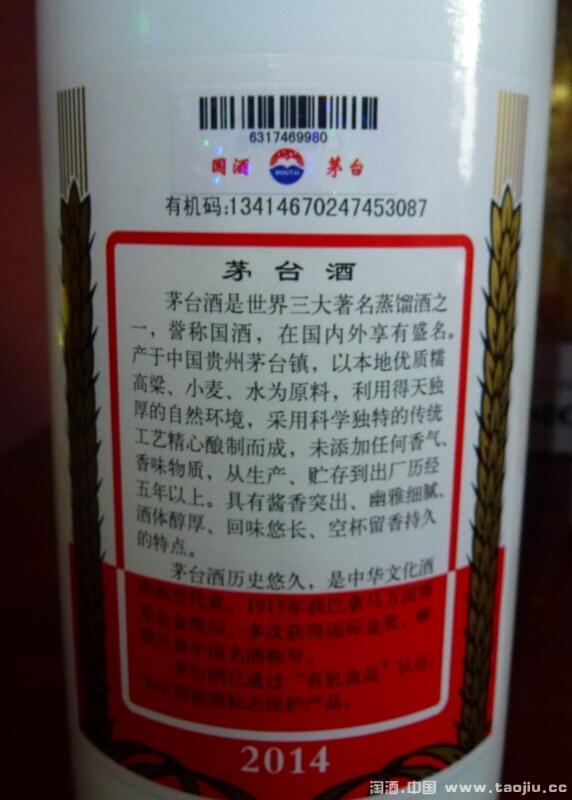 6317469980
国酒 茅台
MOUTAI
有机码:13414670247453087
茅台酒
茅台酒是世界三大著名蒸馏酒之
一，誉称国酒，在国内外享有盛名。
产于中国贵州茅台镇，以本地优质糯
高粱、小麦、水为原料，利用得天独
厚的自然环境，采用科学独特的传统
工艺精心酿制而成，未添加任何香气、
香味物质，从生产、贮存到出厂历经
五年以上。具有酱香突出、幽雅细腻、
酒体醇厚、回味悠长、空杯留香持久
的特点。
茅台酒历史悠久，是中华文化酒
的典型代表。1915年获巴拿马万国博
览会金奖后，多次获得国际金奖、蝉
联历届中国名酒称号。
茅台酒已通过“有机食品”认证，
为中国地理标志保护产品。
2014
淘酒.中国 www.taojiu.cc